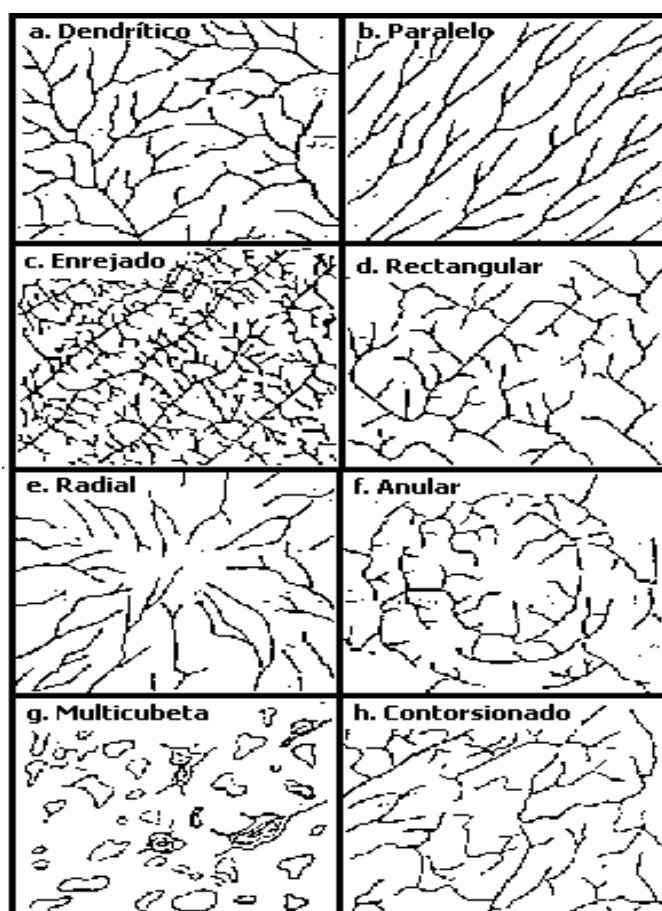 a. Dendrítico
b. Paralelo
c. Enrejado
d. Rectangular
e. Radial
f. Anular
g. Multicubeta
h. Contorsionado